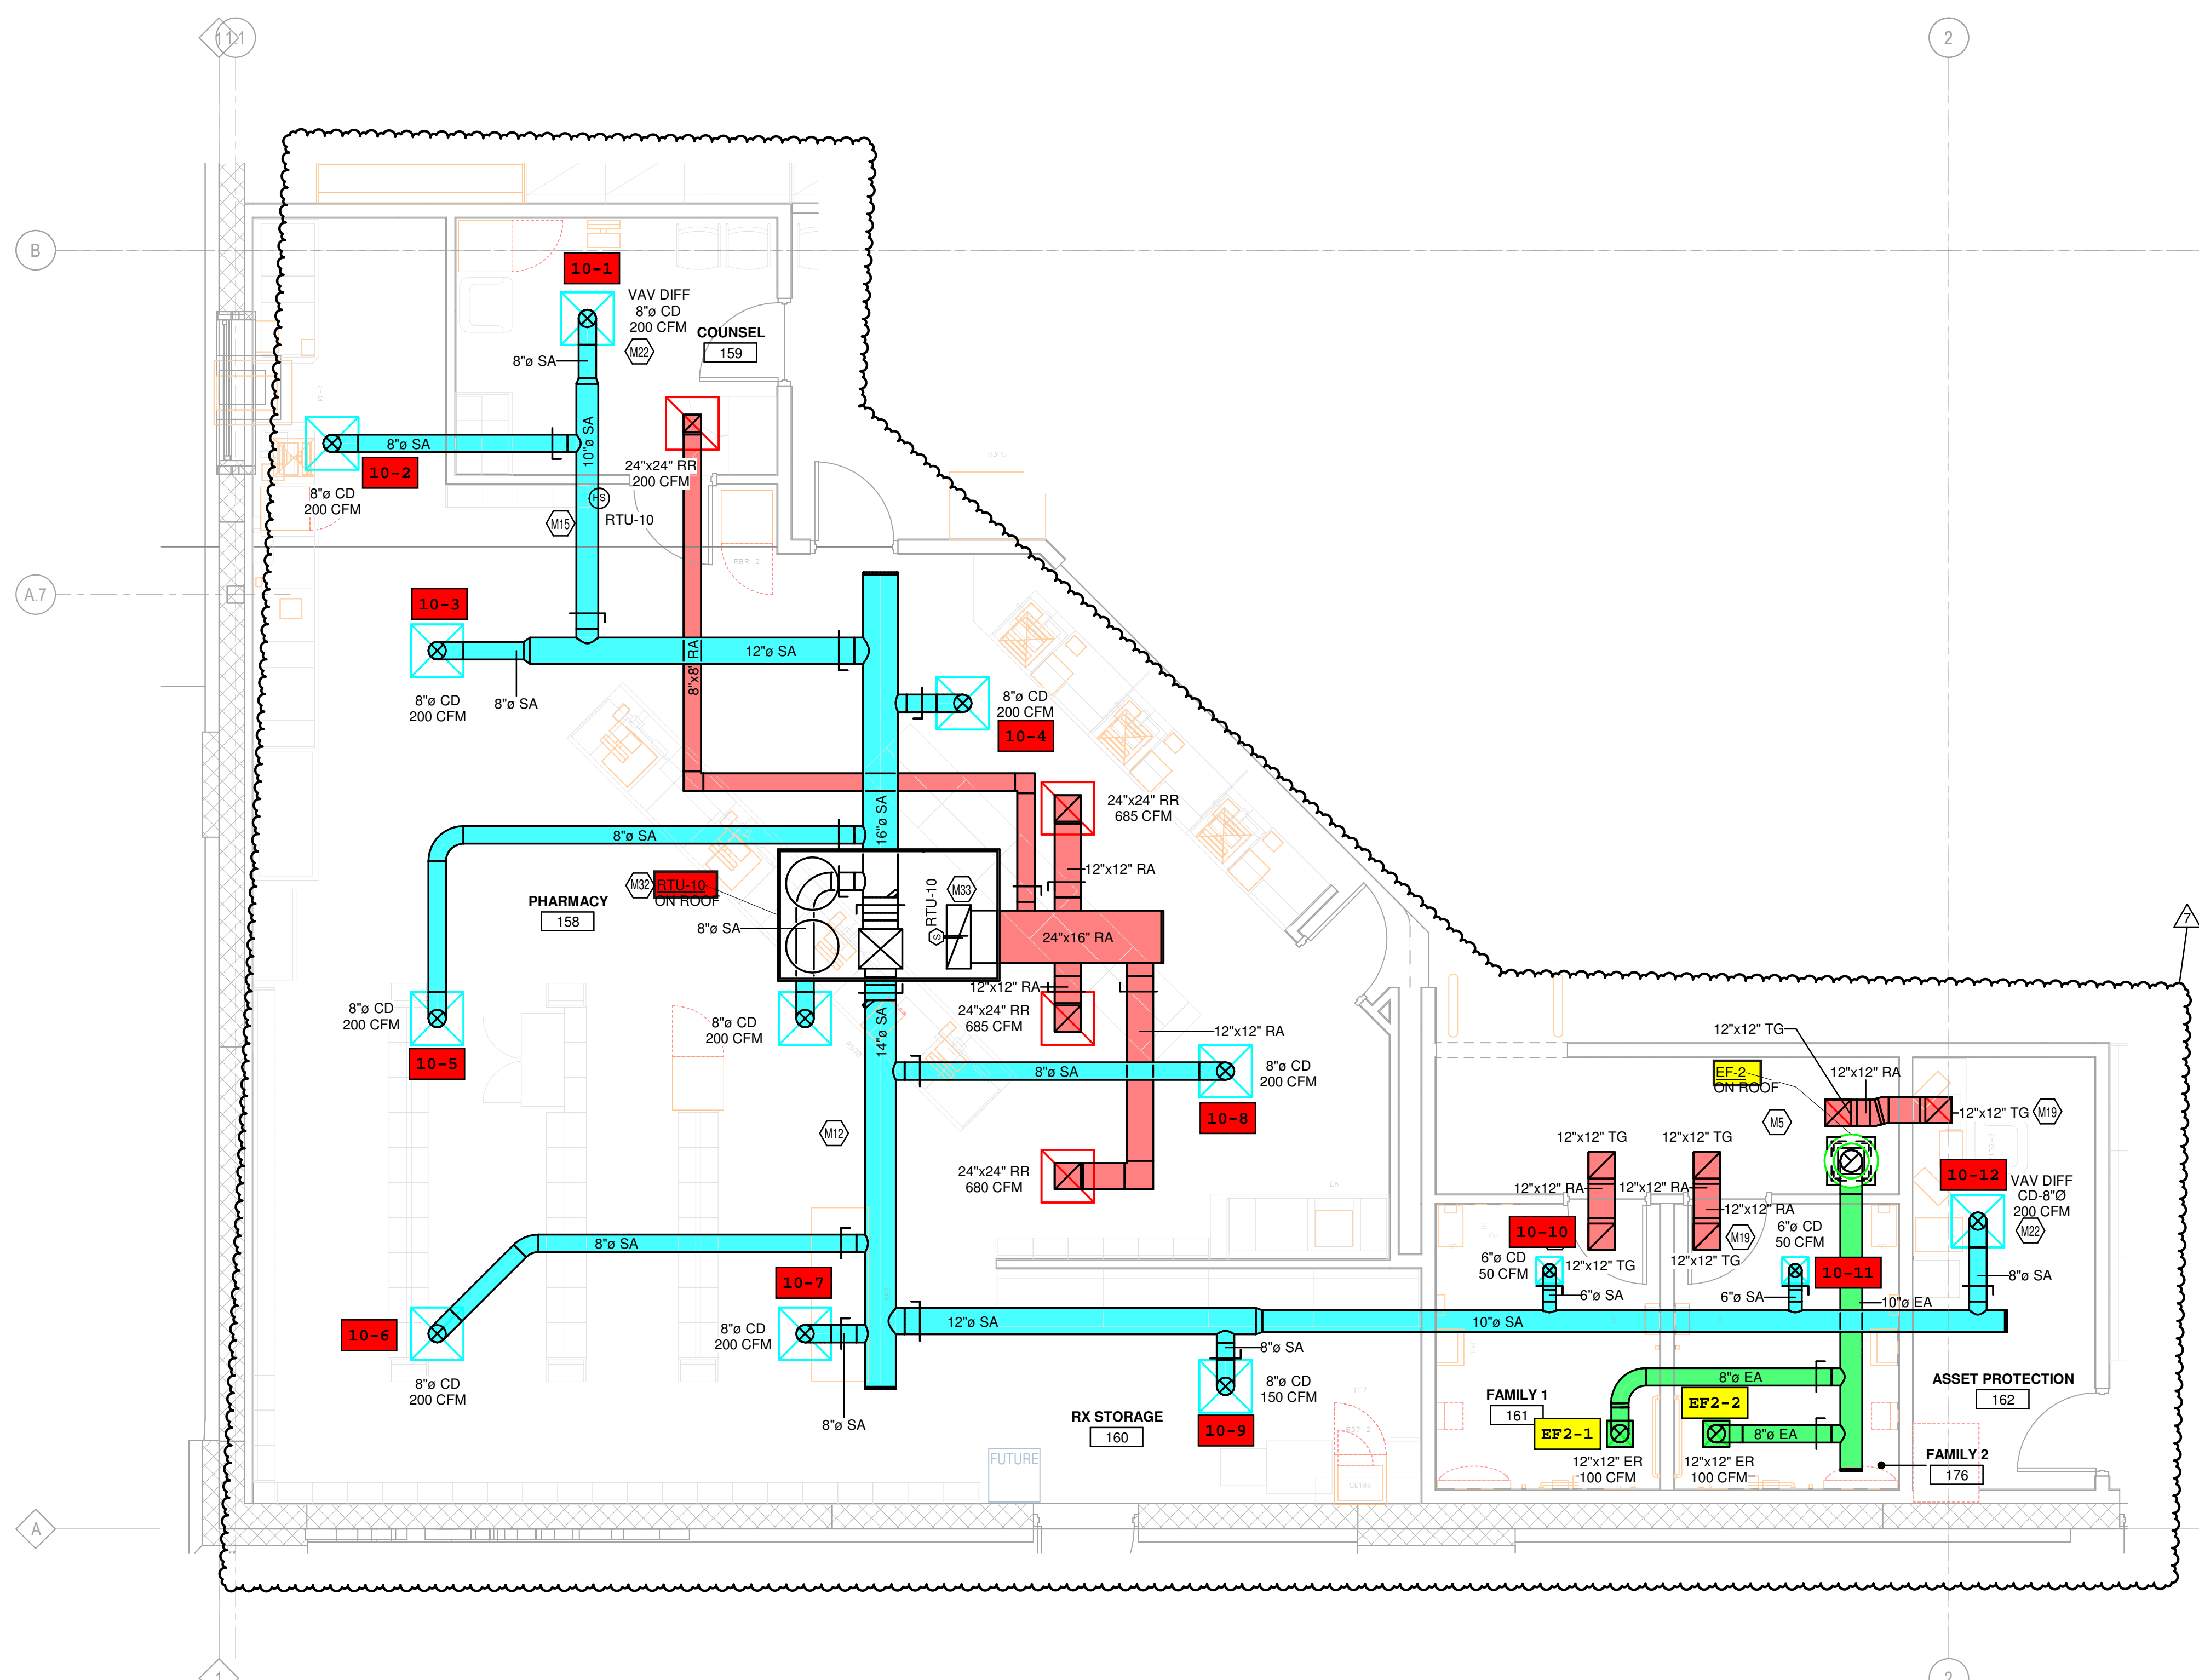 1.1
2
B
10-1
VAV DIFF
8"ø CD
200 CFM
COUNSEL
159
M22
8"ø SA
8"ø SA
10"ø SA
10-2
24"x24" RR
200 CFM
8"ø CD
200 CFM
HS
M15
RTU-10
RRR-2
A.7
10-3
12"ø SA
8"x8" RA
8"ø CD
200 CFM
8"ø SA
8"ø CD
200 CFM
10-4
24"x24" RR
685 CFM
16"ø SA
8"ø SA
12"x12" RA
M32
RTU-10
ON ROOF
RTU-10
M33
S
PHARMACY
158
8"ø SA
24"x16" RA
7
12"x12" RA
24"x24" RR
685 CFM
8"ø CD
200 CFM
10-5
8"ø CD
200 CFM
14"ø SA
12"x12" RA
8"ø SA
8"ø CD
200 CFM
10-8
12"x12" TG
EF-2
ON ROOF
12"x12" RA
12"x12" TG
M19
M5
M12
12"x12" TG
12"x12" TG
24"x24" RR
680 CFM
12"x12" RA
12"x12" RA
12"x12" RA
10-12
VAV DIFF
CD-8"Ø
200 CFM
M22
10-10
M19
6"ø CD
50 CFM
6"ø CD
50 CFM
12"x12" TG
12"x12" TG
8"ø SA
10-7
10-11
8"ø SA
6"ø SA
6"ø SA
10"ø EA
12"ø SA
10"ø SA
10-6
8"ø CD
200 CFM
8"ø SA
8"ø CD
200 CFM
8"ø SA
8"ø CD
150 CFM
10-9
8"ø EA
FAMILY 1
161
EF2-2
EF2-1
8"ø EA
ASSET PROTECTION
162
RX STORAGE
160
12"x12" ER
100 CFM
12"x12" ER
100 CFM
FAMILY 2
176
FUTURE
A
1
2